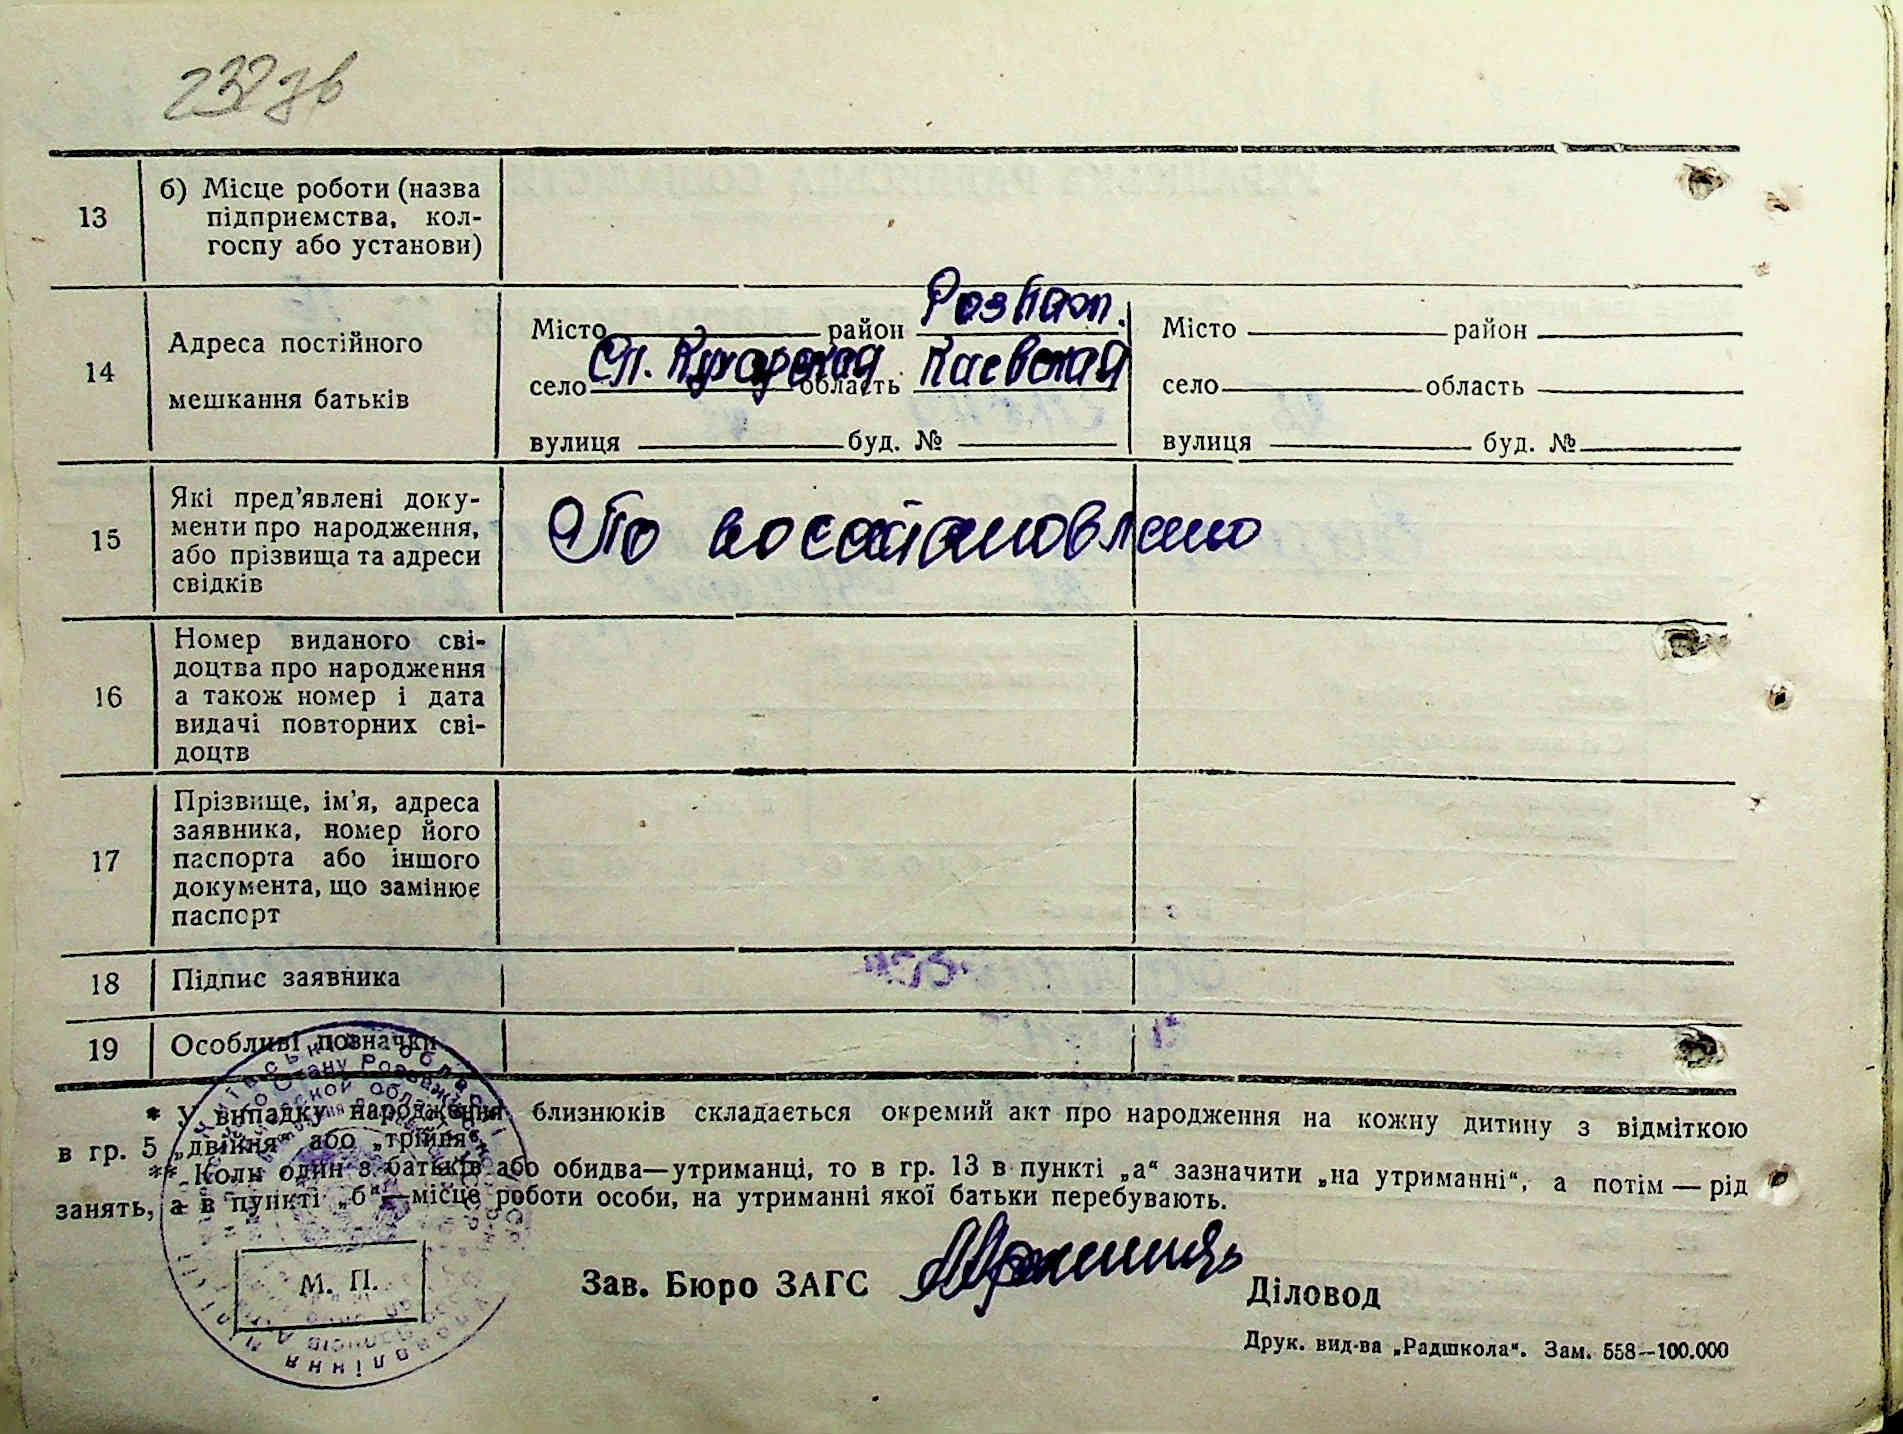 232зв
13
б) Місце роботи (назва
підприємства, кол-
госпу або установи)
14
Адреса постійного
мешкання батьків
Місто район Розваж.
село область Киевской
вулиця буд. №
Місто район
село область
вулиця буд. №
15
Які пред’явлені доку-
менти про народження,
або прізвища та адреси
свідків
восстановлено
16
Номер виданого сві-
доцтва про народження
а також номер і дата
видачі повторних сві-
доцтв
17
Прізвище, ім’я, адреса
заявника, номер його
паспорта або іншого
документа, що замінює
паспорт
18
Підпис заявника
19
Особливі позначки
* У випадку народження близнюків складається окремий акт про народження на кожну дитину з відміткою
в гр. 5 „двійня“ або „трійня“.
** Коли один з батьків або обидва—утриманці, то в гр. 13 в пункті „а“ зазначити „на утриманні“, а потім — рід
занять, а в пункті „б“—місце роботи особи, на утриманні якої батьки перебувають.
М. П.
Зав. Бюро ЗАГС
Діловод
Друк. вид-ва „Радшкола“. Зам. 558—100.000